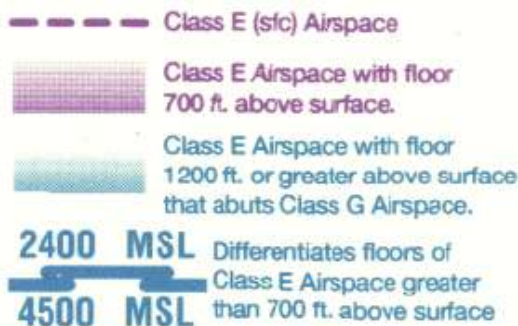 Class E (sfc) Airspace
Class E Airspace with floor
700 ft. above surface.
Class E Airspace with floor
1200 ft. or greater above surface
that abuts Class G Airspace.
2400 MSL
4500 MSL
Differentiates floors of
Class E Airspace greater
than 700 ft. above surface